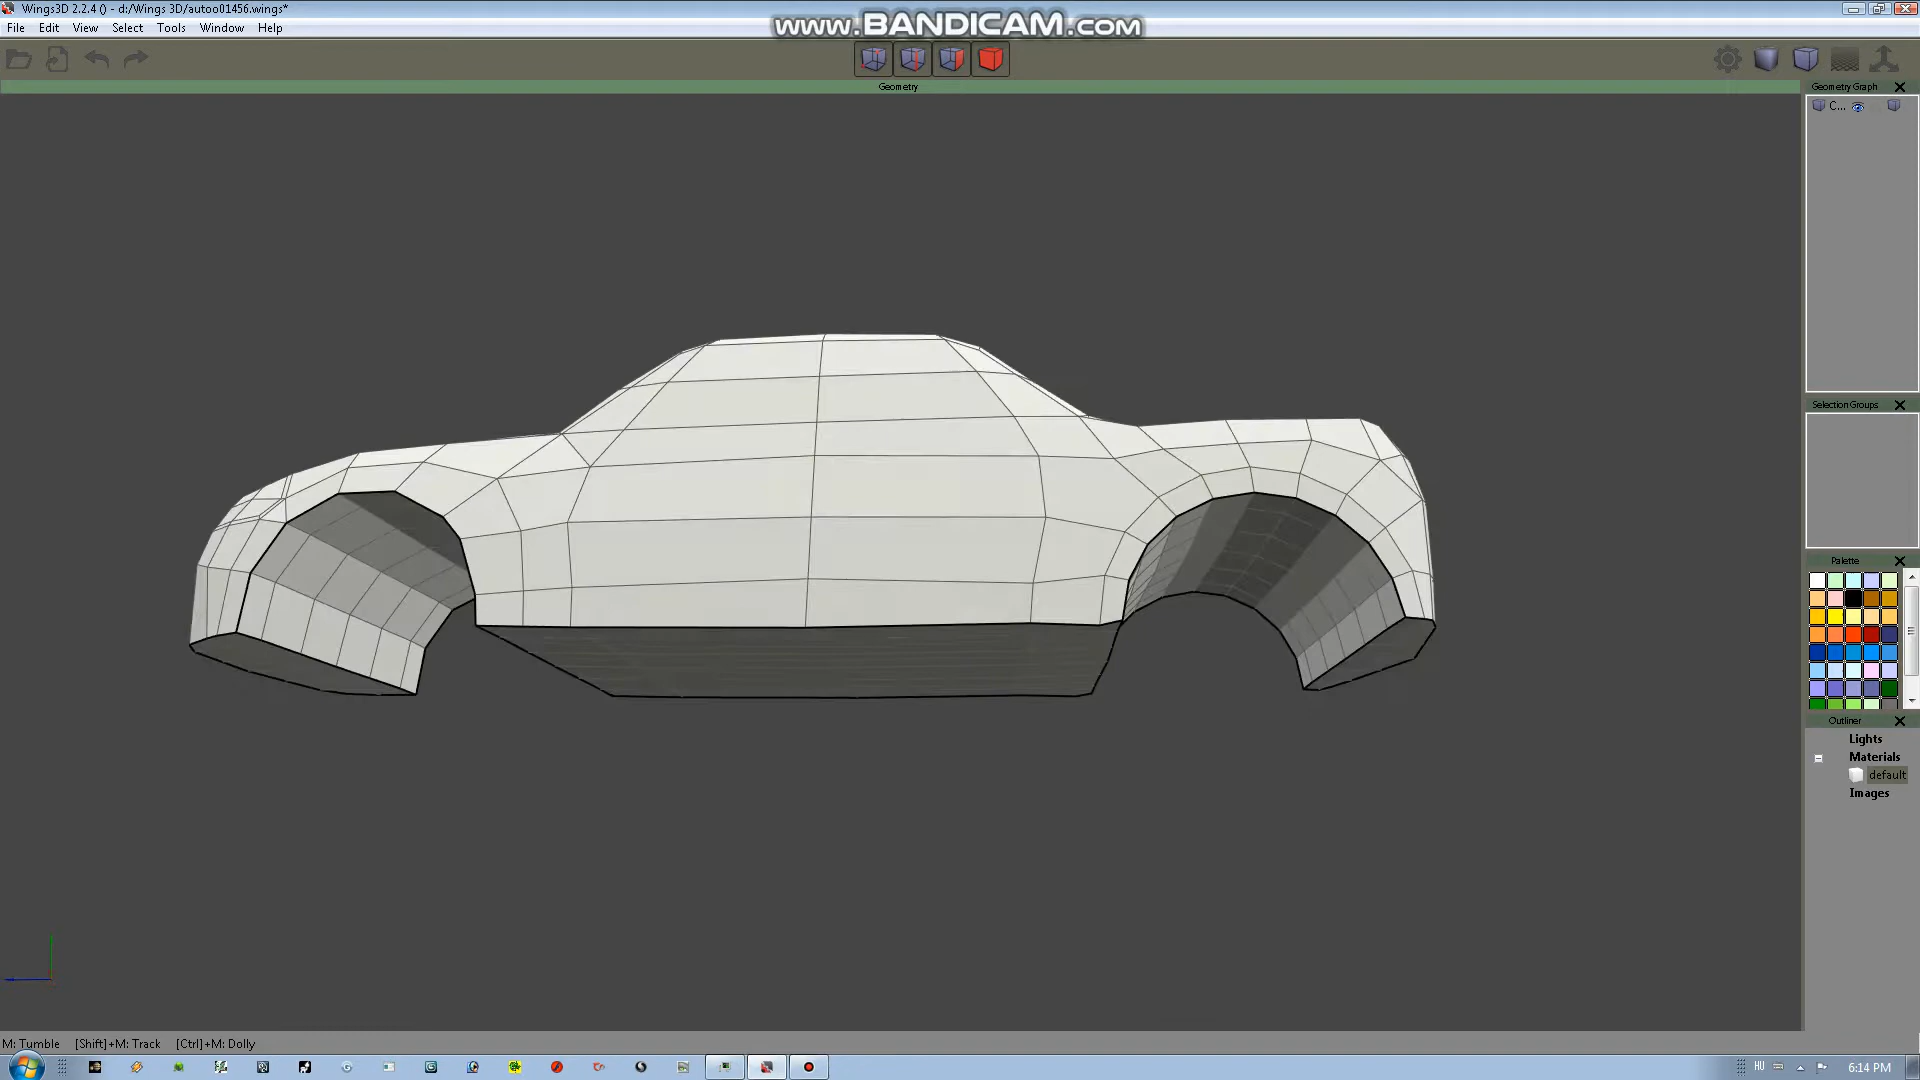 Wings3D 2.2.4 () - d:/Wings 3D/autoo01456.wings*
www.BANDICAM.com
File Edit View Select Tools Window Help
Geometry
Geometry Graph
C...
Selection Groups
Palette
Outliner
Lights
Materials
default
Images
M: Tumble [Shift]+M: Track [Ctrl]+M: Dolly
HU
6:14 PM